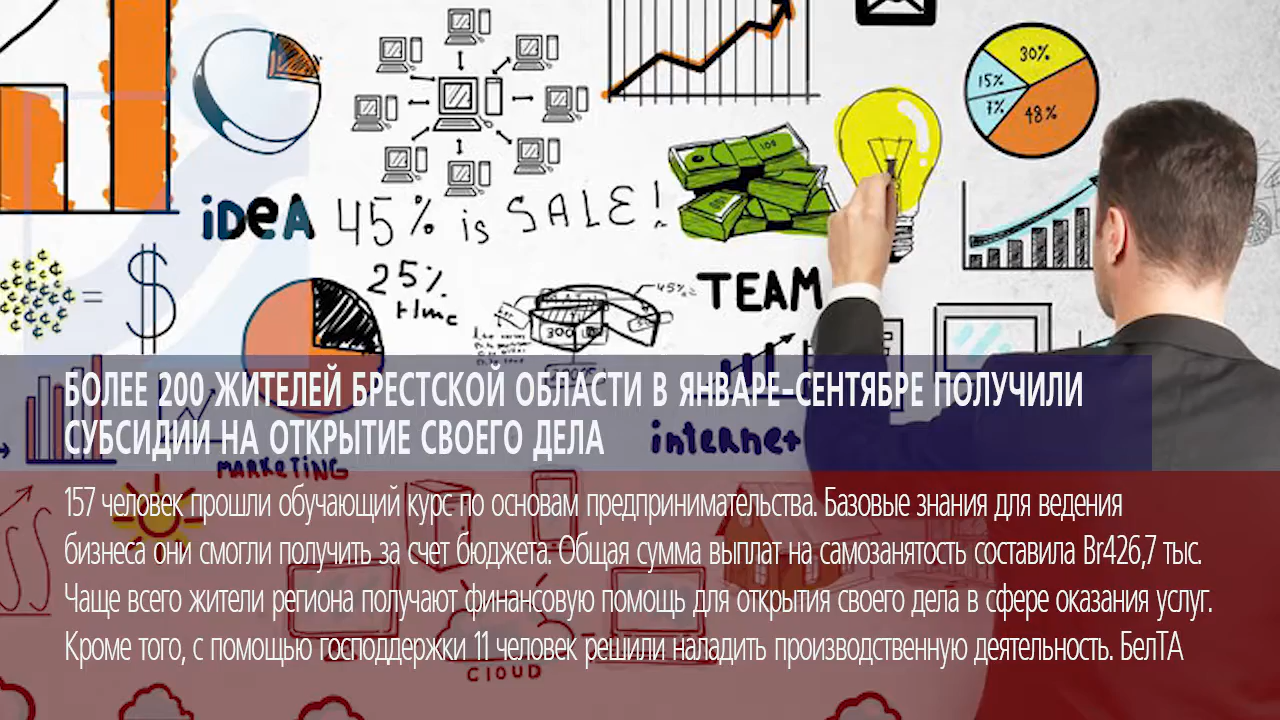 30%
15%
7%
48%
100
iDeA
45% is SALE!
25%
45%=
TEAM
300
БОЛЕЕ 200 ЖИТЕЛЕЙ БРЕСТСКОЙ ОБЛАСТИ В ЯНВАРЕ-СЕНТЯБРЕ ПОЛУЧИЛИ
СУБСИДИИ НА ОТКРЫТИЕ СВОЕГО ДЕЛА
internet
MARKETING
157 человек прошли обучающий курс по основам предпринимательства. Базовые знания для ведения
бизнеса они смогли получить за счет бюджета. Общая сумма выплат на самозанятость составила Br426,7 тыс.
Чаще всего жители региона получают финансовую помощь для открытия своего дела в сфере оказания услуг.
Кроме того, с помощью господдержки 11 человек решили наладить производственную деятельность. БелТА
CLOUD